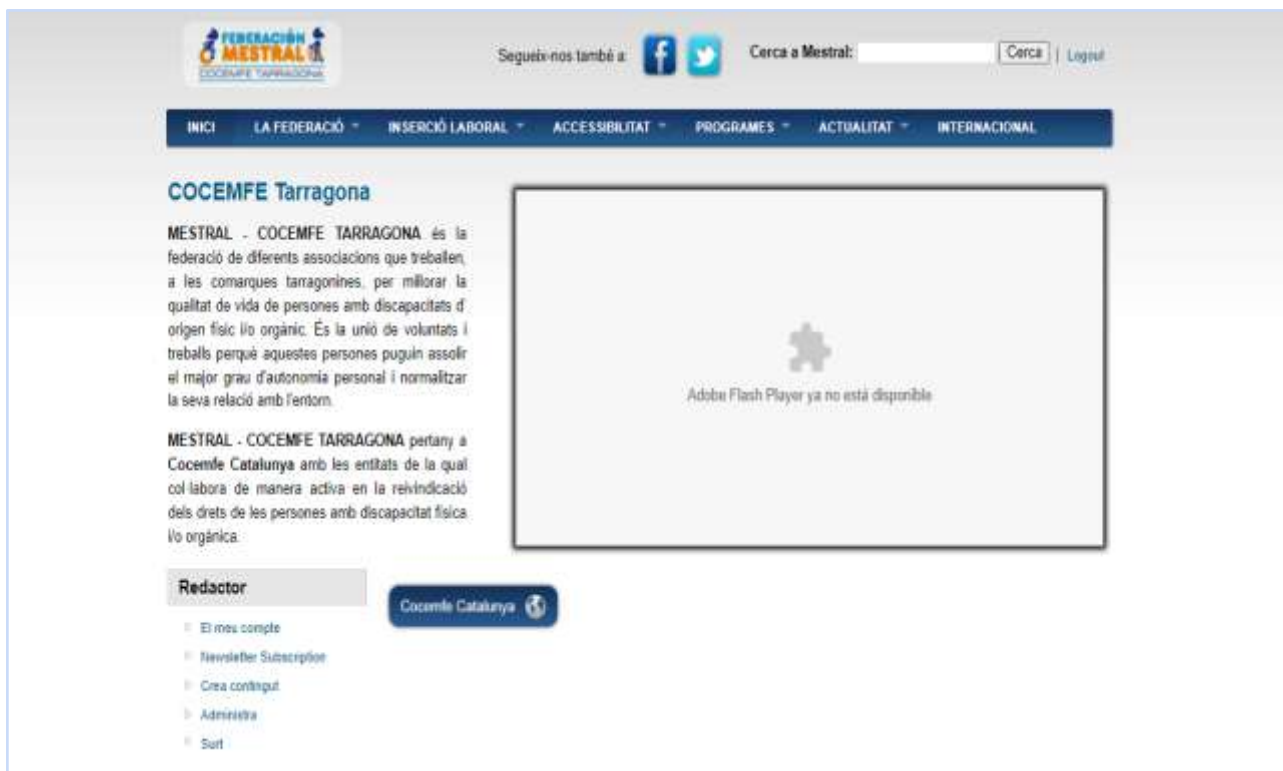 FEDERACIÓN
MESTRAL
COCEMFE TARRAGONA
Segueix-nos també a:
Cerca a Mestral:
Cerca
| Logout
INICI LA FEDERACIÓ INSERCIÓ LABORAL ACCESSIBILITAT PROGRAMES ACTUALITAT INTERNACIONAL
COCEMFE Tarragona
MESTRAL - COCEMFE TARRAGONA és la
federació de diferents associacions que treballen,
a les comarques tarragonines, per millorar la
qualitat de vida de persones amb discapacitats d'
origen físic i/o orgànic. És la unió de voluntats i
treballs perquè aquestes persones puguin assolir
el major grau d'autonomia personal i normalitzar
la seva relació amb l'entorn.
MESTRAL - COCEMFE TARRAGONA pertany a
Cocemfe Catalunya amb les entitats de la qual
col·labora de manera activa en la reivindicació
dels drets de les persones amb discapacitat física
i/o orgànica.
Adobe Flash Player ya no está disponible
Redactor
El meu compte
Newsletter Subscription
Crea contingut
Administra
Surt
Cocemfe Catalunya